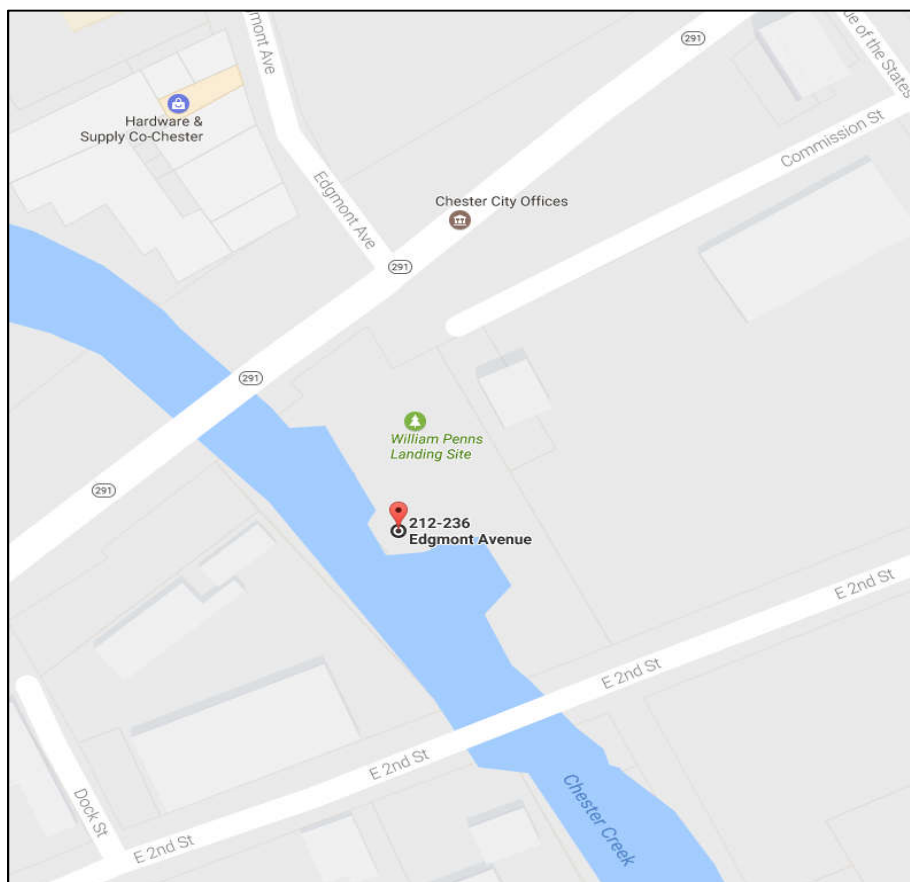 mont Ave
291
ue of the States
Hardware &
Supply Co-Chester
Commission St
Edgmont Ave
Chester City Offices
291
291
William Penns
Landing Site
291
212-236
Edgmont Avenue
E 2nd St
E 2nd St
E 2nd St
Dock St
Chester Creek
E 2nd St